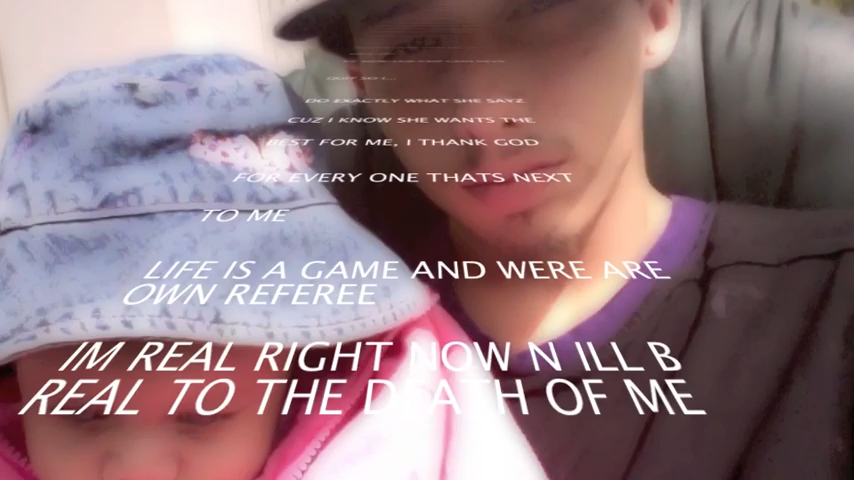 QUIT SO I...
DO EXACTLY WHAT SHE SAYZ
CUZ I KNOW SHE WANTS THE
BEST FOR ME, I THANK GOD
FOR EVERY ONE THATS NEXT
TO ME
LIFE IS A GAME AND WERE ARE
OWN REFEREE
IM REAL RIGHT NOW N ILL B
REAL TO THE DEATH OF ME